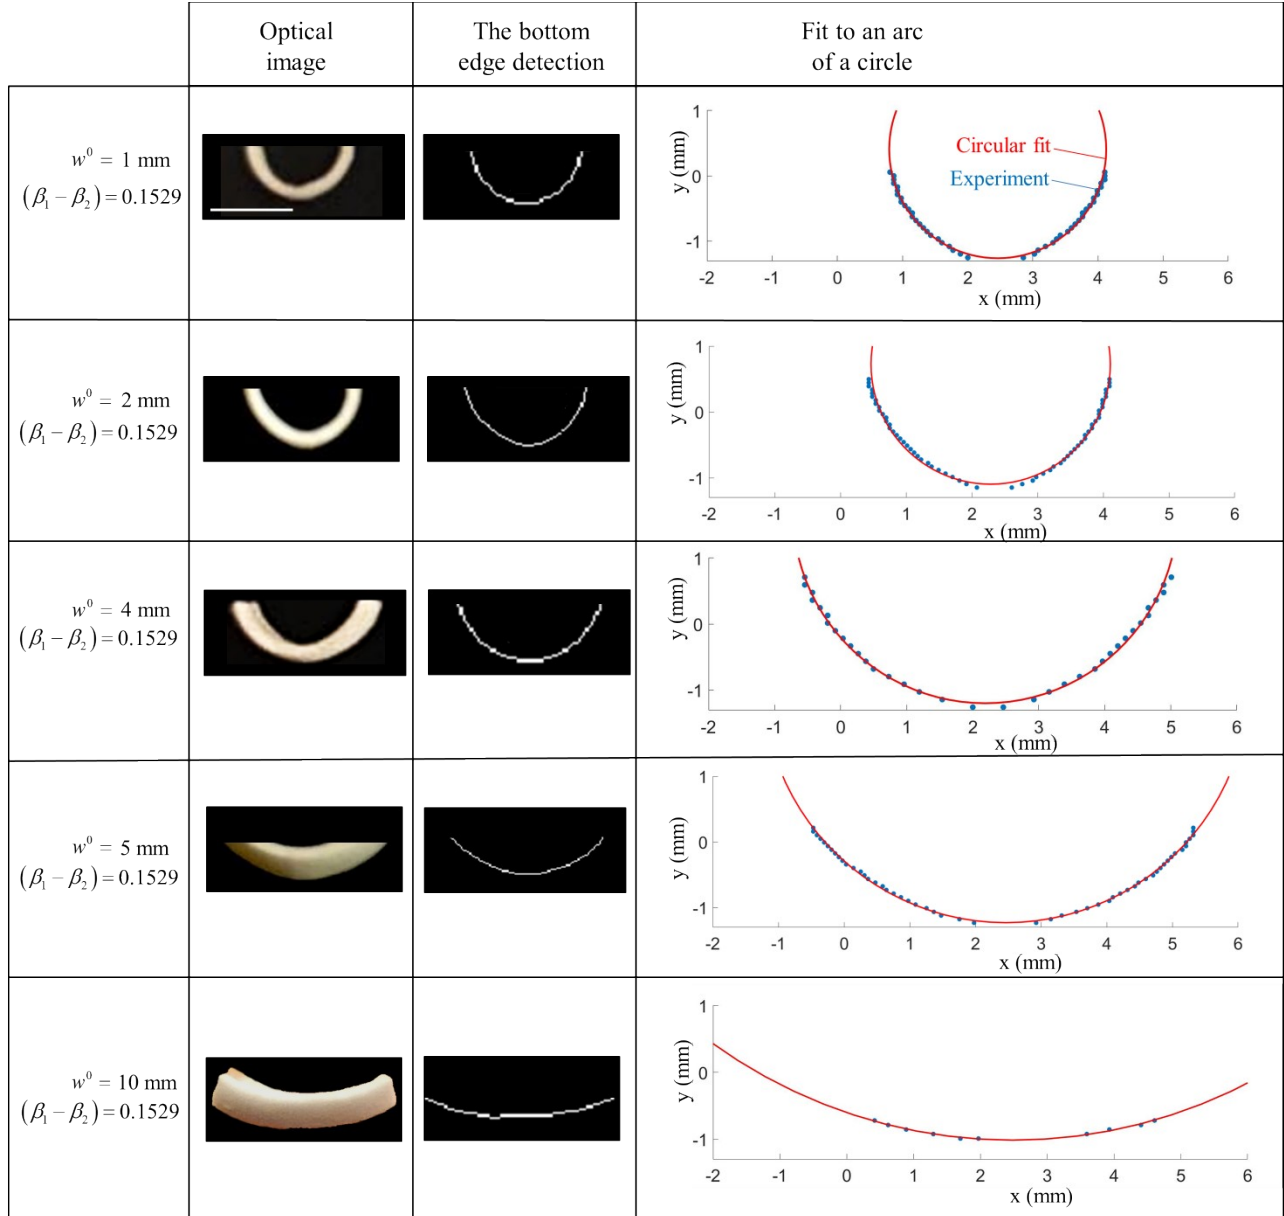 Optical
image
The bottom
edge detection
Fit to an arc
of a circle
w⁰ = 1 mm
(β₁ − β₂) = 0.1529
y (mm)
1
0
-1
Circular fit
Experiment
-2 -1 0 1 2 3 4 5 6
x (mm)
w⁰ = 2 mm
(β₁ − β₂) = 0.1529
y (mm)
1
0
-1
-2 -1 0 1 2 3 4 5 6
x (mm)
w⁰ = 4 mm
(β₁ − β₂) = 0.1529
y (mm)
1
0
-1
-2 -1 0 1 2 3 4 5 6
x (mm)
w⁰ = 5 mm
(β₁ − β₂) = 0.1529
y (mm)
1
0
-1
-2 -1 0 1 2 3 4 5 6
x (mm)
w⁰ = 10 mm
(β₁ − β₂) = 0.1529
y (mm)
1
0
-1
-2 -1 0 1 2 3 4 5 6
x (mm)